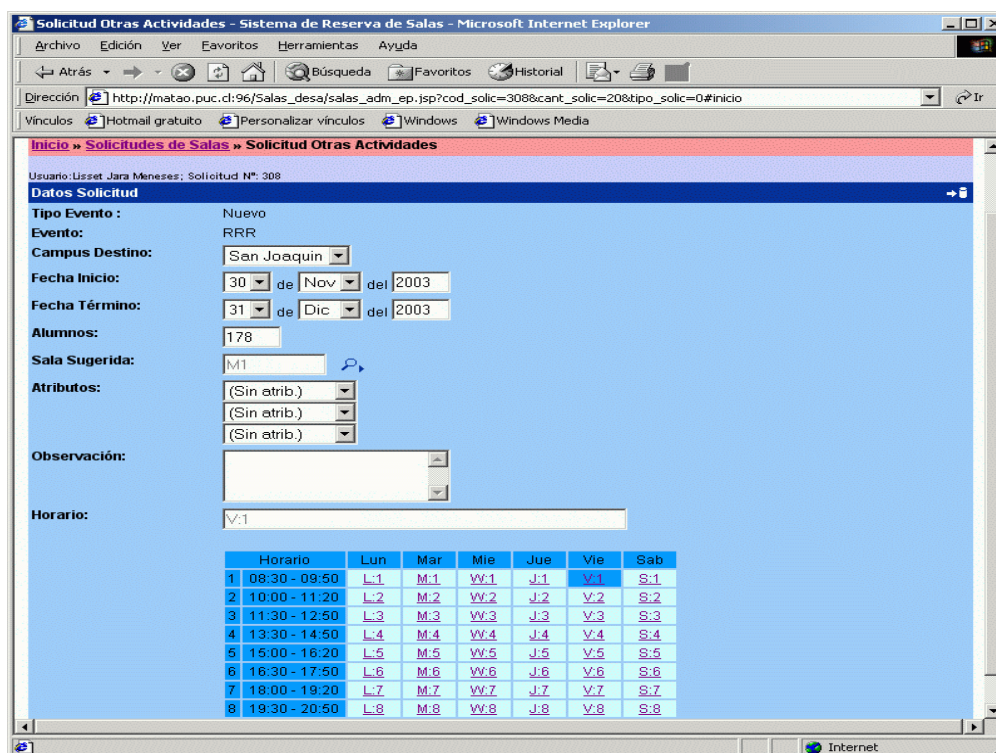 Solicitud Otras Actividades - Sistema de Reserva de Salas - Microsoft Internet Explorer
Archivo Edición Ver Favoritos Herramientas Ayuda
Atrás Búsqueda Favoritos Historial
Dirección http://matao.puc.cl:96/Salas_desa/salas_adm_ep.jsp?cod_solic=308&cant_solic=20&tipo_solic=0#inicio Ir
Vínculos Hotmail gratuito Personalizar vínculos Windows Windows Media
Inicio » Solicitudes de Salas » Solicitud Otras Actividades
Usuario:Lisset Jara Meneses; Solicitud Nº: 308
Datos Solicitud
Tipo Evento : Nuevo
Evento: RRR
Campus Destino: San Joaquin
Fecha Inicio: 30 de Nov del 2003
Fecha Término: 31 de Dic del 2003
Alumnos: 178
Sala Sugerida: M1
Atributos: (Sin atrib.)
(Sin atrib.)
(Sin atrib.)
Observación:
Horario: V:1
Horario Lun Mar Mie Jue Vie Sab
1 08:30 - 09:50 L:1 M:1 W:1 J:1 V:1 S:1
2 10:00 - 11:20 L:2 M:2 W:2 J:2 V:2 S:2
3 11:30 - 12:50 L:3 M:3 W:3 J:3 V:3 S:3
4 13:30 - 14:50 L:4 M:4 W:4 J:4 V:4 S:4
5 15:00 - 16:20 L:5 M:5 W:5 J:5 V:5 S:5
6 16:30 - 17:50 L:6 M:6 W:6 J:6 V:6 S:6
7 18:00 - 19:20 L:7 M:7 W:7 J:7 V:7 S:7
8 19:30 - 20:50 L:8 M:8 W:8 J:8 V:8 S:8
Internet